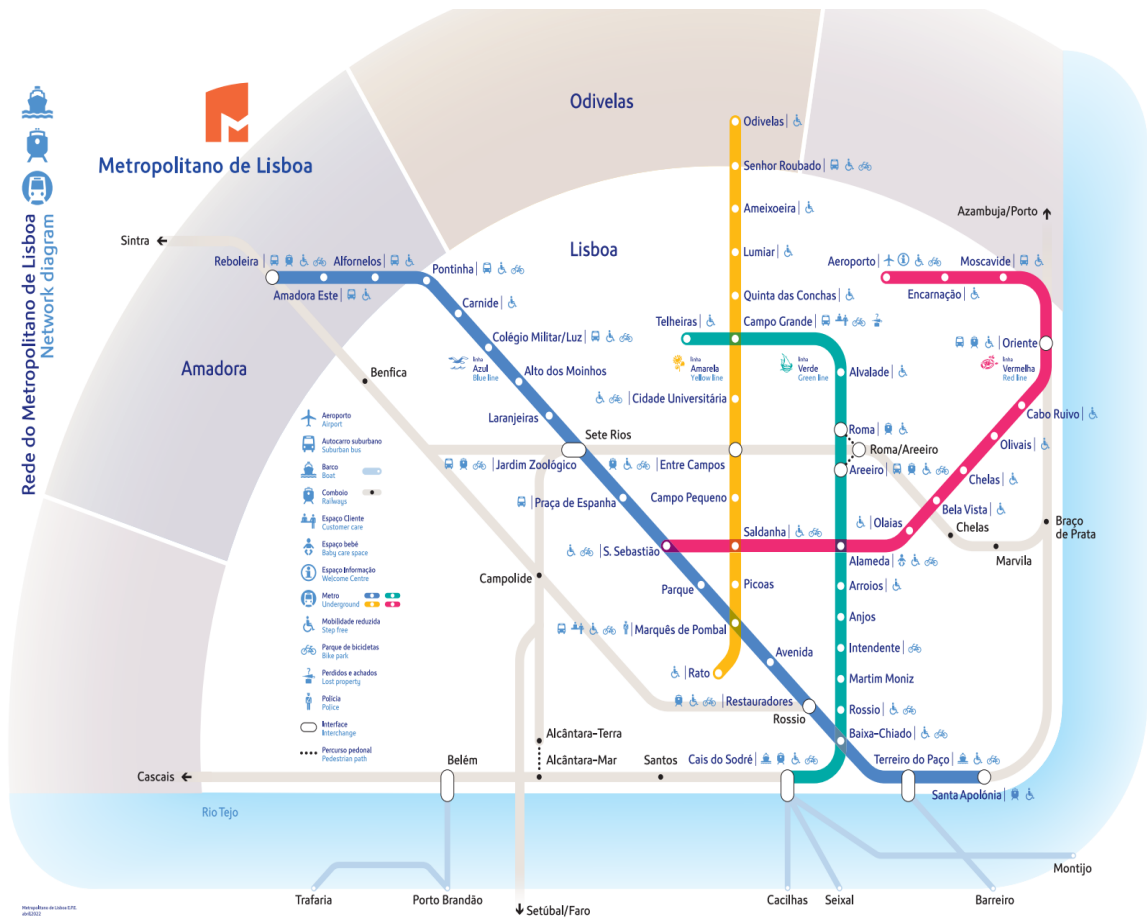 Rede do Metropolitano de Lisboa
Network diagram
Metropolitano de Lisboa
Odivelas
Lisboa
Amadora
Sintra
Azambuja/Porto
Reboleira
Amadora Este
Alfornelos
Pontinha
Carnide
Colégio Militar/Luz
Alto dos Moinhos
Laranjeiras
Sete Rios
Jardim Zoológico
Praça de Espanha
S. Sebastião
Parque
Marquês de Pombal
Avenida
Restauradores
Rossio
Baixa-Chiado
Terreiro do Paço
Santa Apolónia
linha
Azul
Blue line
Odivelas
Senhor Roubado
Ameixoeira
Lumiar
Quinta das Conchas
Campo Grande
Cidade Universitária
Entre Campos
Campo Pequeno
Saldanha
Picoas
Rato
linha
Amarela
Yellow line
Telheiras
Alvalade
Roma
Areeiro
Roma/Areeiro
Alameda
Arroios
Anjos
Intendente
Martim Moniz
Rossio
Cais do Sodré
linha
Verde
Green line
Aeroporto
Encarnação
Moscavide
Oriente
Cabo Ruivo
Olivais
Chelas
Bela Vista
Olaias
linha
Vermelha
Red line
Chelas
Marvila
Braço
de Prata
Benfica
Campolide
Alcântara-Terra
Alcântara-Mar
Santos
Belém
Cascais
Rio Tejo
Trafaria
Porto Brandão
Setúbal/Faro
Cacilhas
Seixal
Barreiro
Montijo
Aeroporto
Airport
Autocarro suburbano
Suburban bus
Barco
Boat
Comboio
Railways
Espaço Cliente
Customer care
Espaço bebé
Baby care space
Espaço Informação
Welcome Centre
Metro
Underground
Mobilidade reduzida
Step free
Parque de bicicletas
Bike park
Perdidos e achados
Lost property
Polícia
Police
Interface
Interchange
Percurso pedonal
Pedestrian path
Metropolitano de Lisboa E.P.E.
abril2022